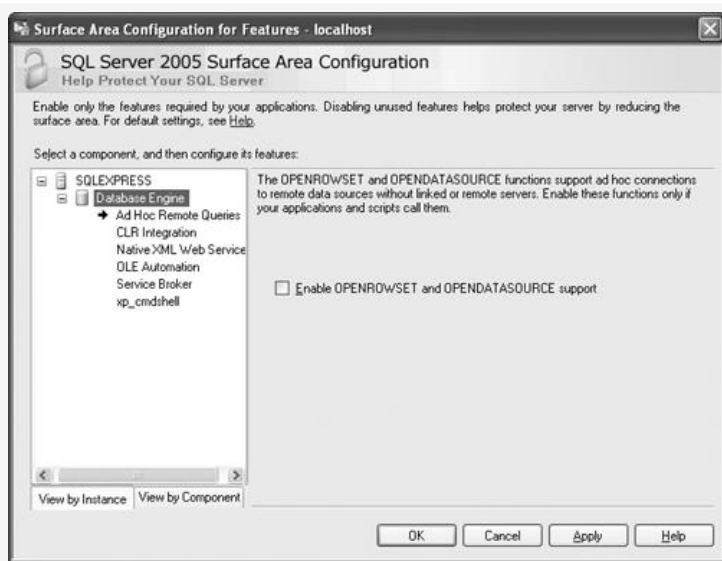 Surface Area Configuration for Features - localhost
SQL Server 2005 Surface Area Configuration
Help Protect Your SQL Server
Enable only the features required by your applications. Disabling unused features helps protect your server by reducing the
surface area. For default settings, see Help.
Select a component, and then configure its features:
SQLEXPRESS
Database Engine
Ad Hoc Remote Queries
CLR Integration
Native XML Web Service
OLE Automation
Service Broker
xp_cmdshell
The OPENROWSET and OPENDATASOURCE functions support ad hoc connections
to remote data sources without linked or remote servers. Enable these functions only if
your applications and scripts call them.
Enable OPENROWSET and OPENDATASOURCE support
View by Instance View by Component
OK Cancel Apply Help